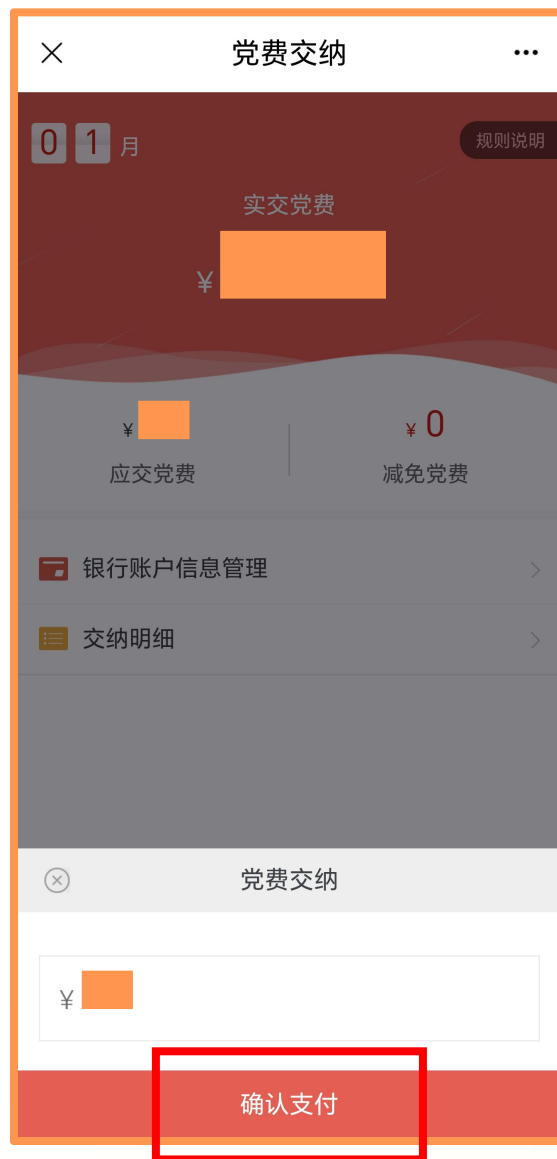 党费交纳
01月
规则说明
实交党费
¥
¥
¥0
应交党费
减免党费
银行账户信息管理
交纳明细
党费交纳
¥
确认支付